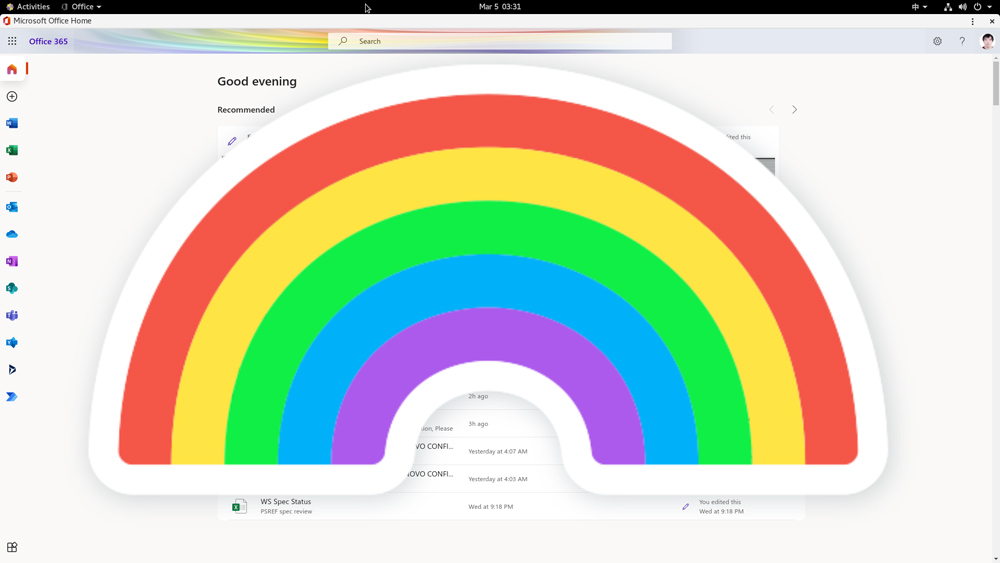 Activities
Office
Mar 5 03:31
中
Microsoft Office Home
Office 365
Search
Good evening
Recommended
ited this
2h ago
3h ago
ion, Please
OVO CONFI...
Yesterday at 4:07 AM
OVO CONFI...
Yesterday at 4:03 AM
WS Spec Status
PSREF spec review
Wed at 9:18 PM
You edited this
Wed at 9:18 PM